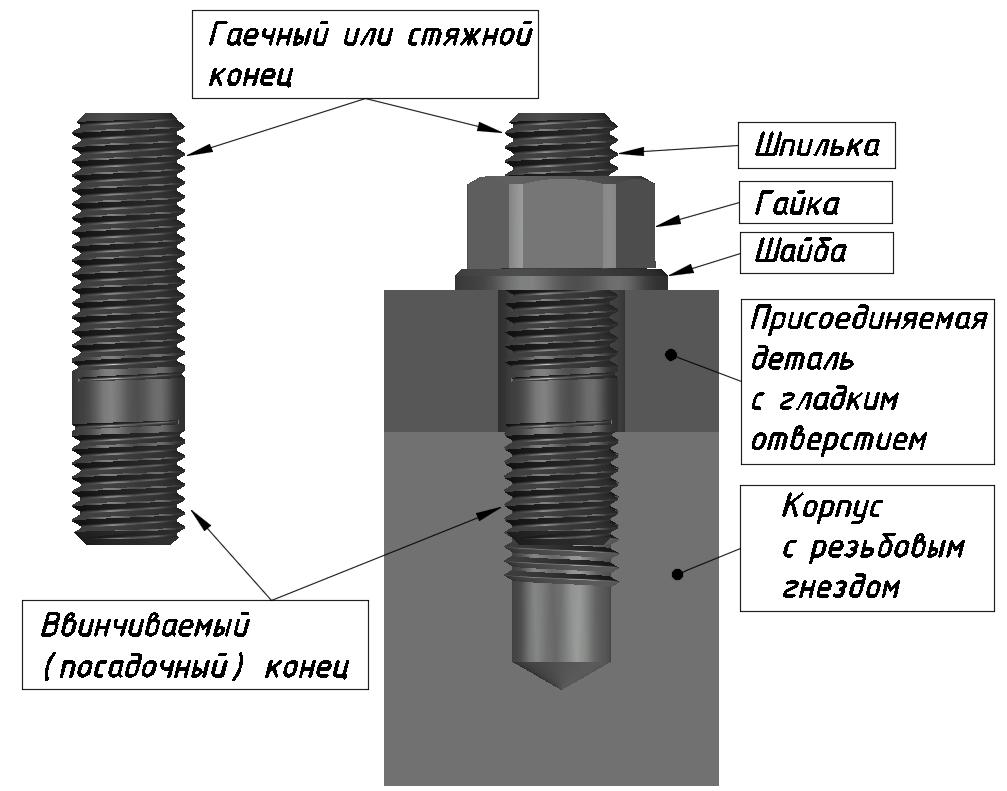 Гаечный или стяжной
конец
Шпилька
Гайка
Шайба
Присоединяемая
деталь
с гладким
отверстием
Корпус
с резьбовым
гнездом
Ввинчиваемый
(посадочный) конец